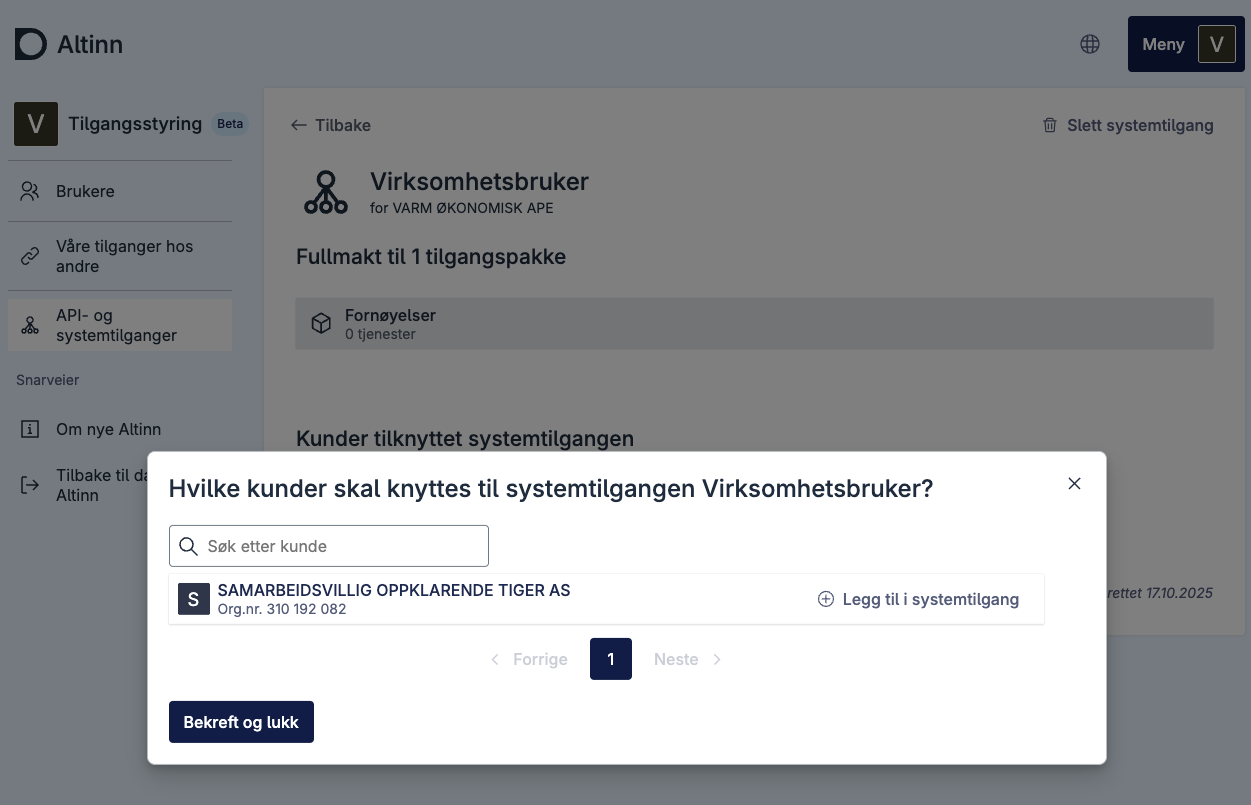 Altinn
Meny V
V Tilgangsstyring Beta
Brukere
Våre tilganger hos
andre
API- og
systemtilganger
Snarveier
Om nye Altinn
Tilbake til
Altinn
Tilbake
Slett systemtilgang
Virksomhetsbruker
for VARM ØKONOMISK APE
Fullmakt til 1 tilgangspakke
Fornøyelser
0 tjenester
Kunder tilknyttet systemtilgangen
rettet 17.10.2025
Hvilke kunder skal knyttes til systemtilgangen Virksomhetsbruker?
Søk etter kunde
S
SAMARBEIDSVILLIG OPPKLARENDE TIGER AS
Org.nr. 310 192 082
Legg til i systemtilgang
Forrige 1 Neste
Bekreft og lukk